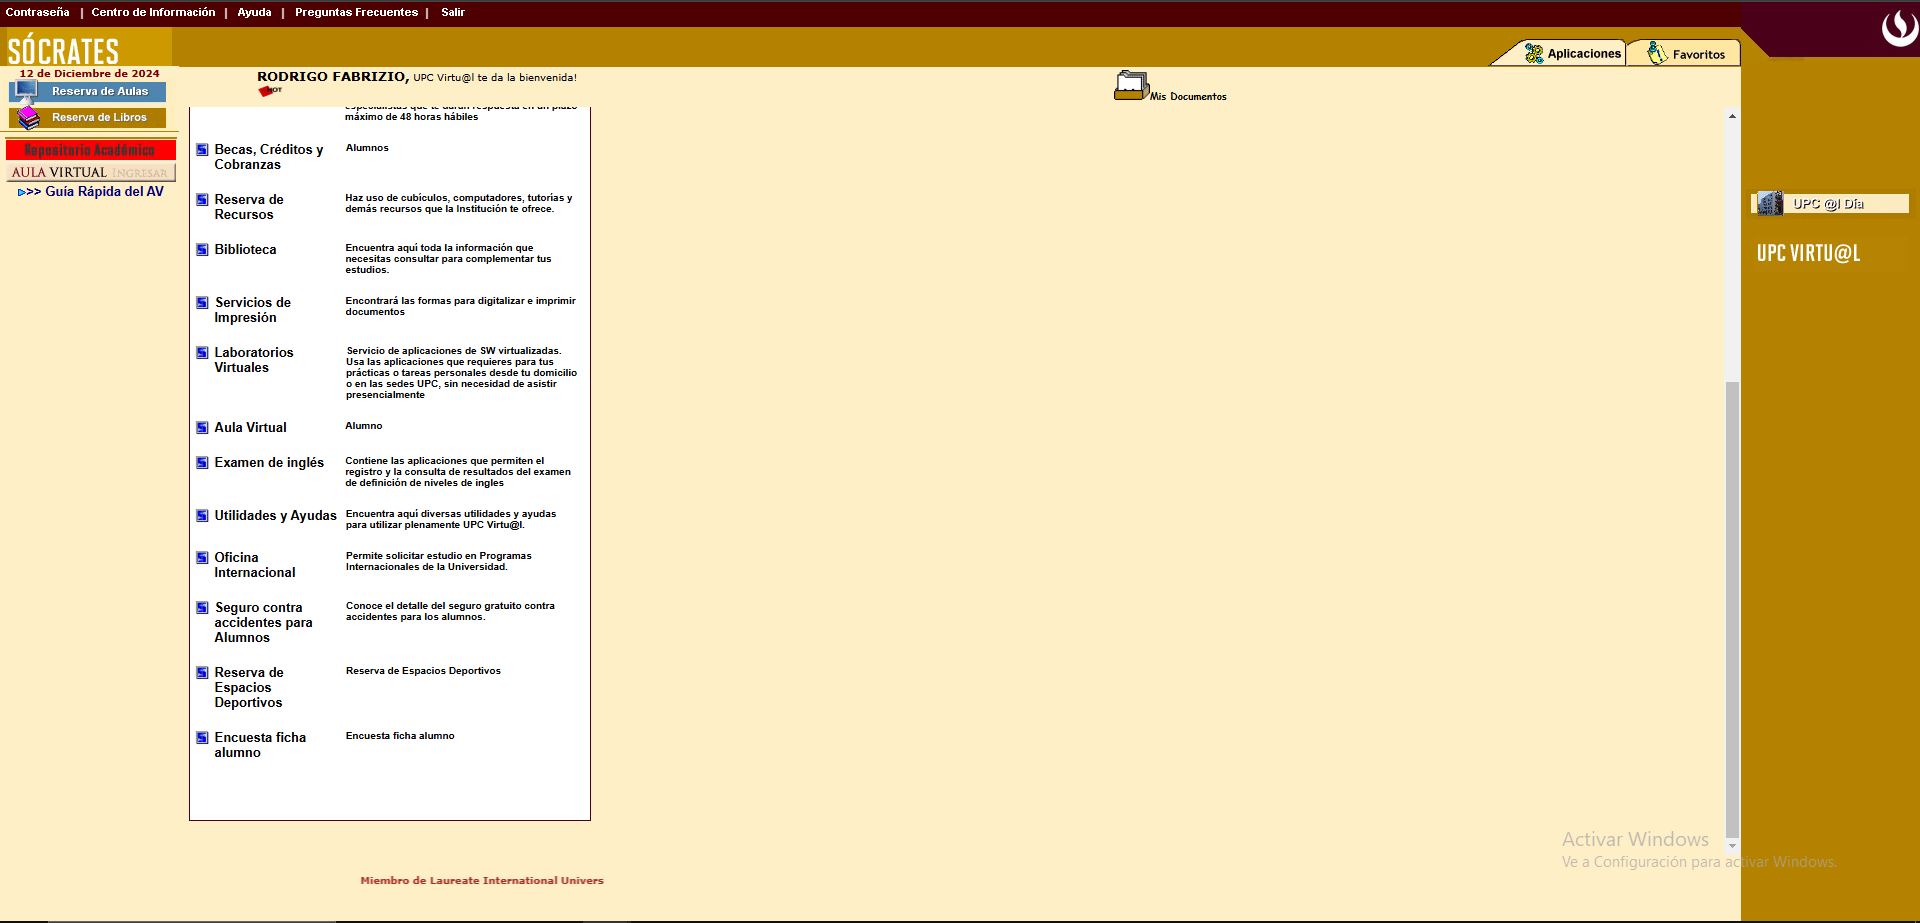 Contraseña | Centro de Información | Ayuda | Preguntas Frecuentes | Salir
SÓCRATES
12 de Diciembre de 2024
Reserva de Aulas
Reserva de Libros
Repositorio Académico
AULA VIRTUAL INGRESAR
>> Guía Rápida del AV
RODRIGO FABRIZIO, UPC Virtu@l te da la bienvenida!
HOT
Mis Documentos
Aplicaciones
Favoritos
especialistas que te darán respuesta en un plazo
máximo de 48 horas hábiles
Becas, Créditos y
Cobranzas
Alumnos
Reserva de
Recursos
Haz uso de cubículos, computadores, tutorías y
demás recursos que la Institución te ofrece.
Biblioteca
Encuentra aquí toda la información que
necesitas consultar para complementar tus
estudios.
Servicios de
Impresión
Encontrará las formas para digitalizar e imprimir
documentos
Laboratorios
Virtuales
Servicio de aplicaciones de SW virtualizadas.
Usa las aplicaciones que requieres para tus
prácticas o tareas personales desde tu domicilio
o en las sedes UPC, sin necesidad de asistir
presencialmente
Aula Virtual
Alumno
Examen de inglés
Contiene las aplicaciones que permiten el
registro y la consulta de resultados del examen
de definición de niveles de ingles
Utilidades y Ayudas
Encuentra aquí diversas utilidades y ayudas
para utilizar plenamente UPC Virtu@l.
Oficina
Internacional
Permite solicitar estudio en Programas
Internacionales de la Universidad.
Seguro contra
accidentes para
Alumnos
Conoce el detalle del seguro gratuito contra
accidentes para los alumnos.
Reserva de
Espacios
Deportivos
Reserva de Espacios Deportivos
Encuesta ficha
alumno
Encuesta ficha alumno
Miembro de Laureate International Univers
UPC @l Día
UPC VIRTU@L
Activar Windows
Ve a Configuración para activar Windows.